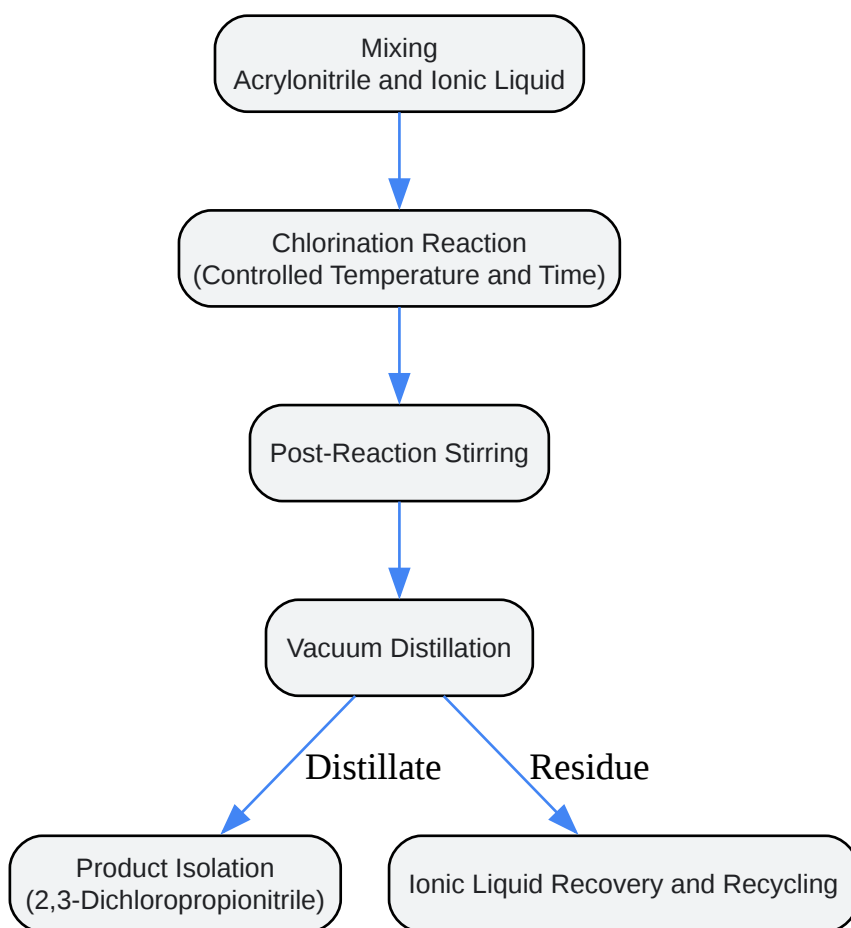 Mixing
Acrylonitrile and Ionic Liquid
Chlorination Reaction
(Controlled Temperature and Time)
Post-Reaction Stirring
Vacuum Distillation
Distillate
Residue
Product Isolation
(2,3-Dichloropropionitrile)
Ionic Liquid Recovery and Recycling